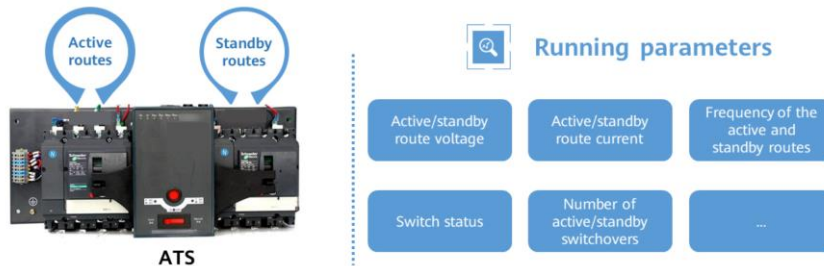 Active
routes
Standby
routes
ATS
Running parameters
Active/standby
route voltage
Active/standby
route current
Frequency of the
active and
standby routes
Switch status
Number of
active/standby
switchovers
...